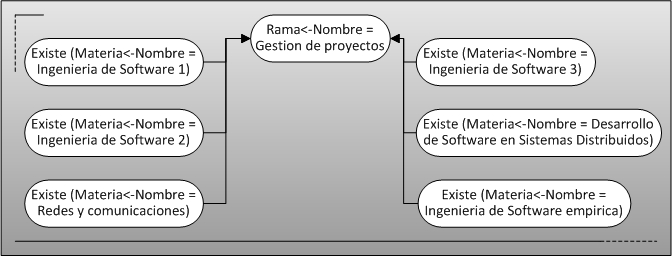 Rama<-Nombre =
Gestion de proyectos
Existe (Materia<-Nombre =
Ingenieria de Software 1)
Existe (Materia<-Nombre =
Ingenieria de Software 2)
Existe (Materia<-Nombre =
Redes y comunicaciones)
Existe (Materia<-Nombre =
Ingenieria de Software 3)
Existe (Materia<-Nombre = Desarrollo
de Software en Sistemas Distribuidos)
Existe (Materia<-Nombre =
Ingenieria de Software empirica)